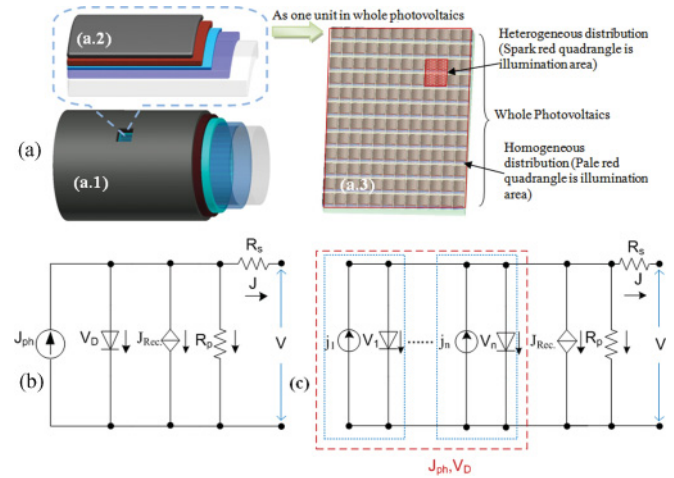 (a.2)
As one unit in whole photovoltaics
Heterogeneous distribution
(Spark red quadrangle is
illumination area)
Whole Photovoltaics
(a)
(a.1)
(a.3)
Homogeneous
distribution (Pale red
quadrangle is illumination
area)
(b)
Jph
VD
JRec.
Rp
Rs
J
V
(c)
j1
V1
......
jn
Vn
JRec.
Rp
Rs
J
V
Jph,VD